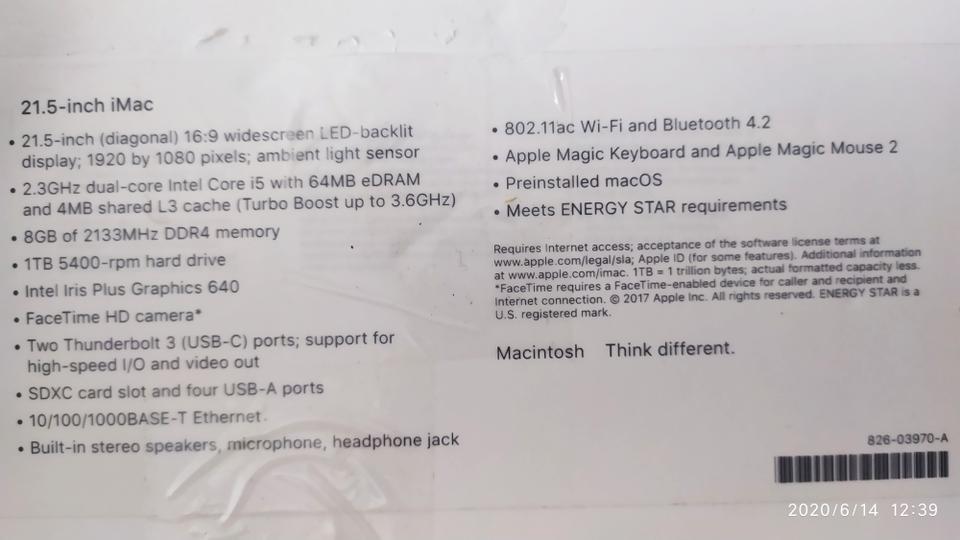 21.5-inch iMac
• 21.5-inch (diagonal) 16:9 widescreen LED-backlit
display; 1920 by 1080 pixels; ambient light sensor
• 2.3GHz dual-core Intel Core i5 with 64MB eDRAM
and 4MB shared L3 cache (Turbo Boost up to 3.6GHz)
• 8GB of 2133MHz DDR4 memory
• 1TB 5400-rpm hard drive
• Intel Iris Plus Graphics 640
• FaceTime HD camera*
• Two Thunderbolt 3 (USB-C) ports; support for
high-speed I/O and video out
• SDXC card slot and four USB-A ports
• 10/100/1000BASE-T Ethernet
• Built-in stereo speakers, microphone, headphone jack
• 802.11ac Wi-Fi and Bluetooth 4.2
• Apple Magic Keyboard and Apple Magic Mouse 2
• Preinstalled macOS
• Meets ENERGY STAR requirements
Requires Internet access; acceptance of the software license terms at
www.apple.com/legal/sla; Apple ID (for some features). Additional information
at www.apple.com/imac. 1TB = 1 trillion bytes; actual formatted capacity less.
*FaceTime requires a FaceTime-enabled device for caller and recipient and
Internet connection. © 2017 Apple Inc. All rights reserved. ENERGY STAR is a
U.S. registered mark.
Macintosh Think different.
826-03970-A
2020/6/14 12:39